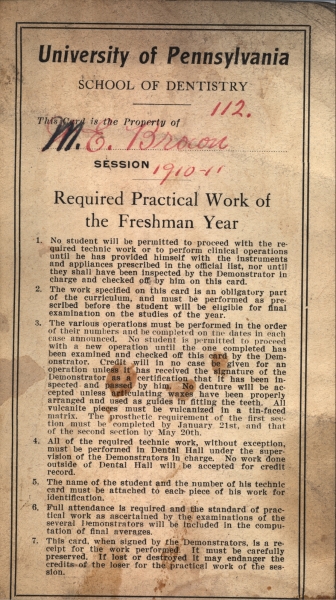 University of Pennsylvania
SCHOOL OF DENTISTRY
112.
This Card is the Property of
M. E. Brown
SESSION 1910-11
Required Practical Work of
the Freshman Year
1. No student will be permitted to proceed with the re-
quired technic work or to perform clinical operations
until he has provided himself with the instruments
and appliances prescribed in the official list, nor until
they shall have been inspected by the Demonstrator in
charge and checked off by him on this card.
2. The work specified on this card is an obligatory part
of the curriculum, and must be performed as pre-
scribed before the student will be eligible for final
examination on the studies of the year.
3. The various operations must be performed in the order
of their numbers and be completed on the dates in each
case announced. No student is permitted to proceed
with a new operation until the one completed has
been examined and checked off this card by the Dem-
onstrator. Credit will in no case be given for an
operation unless it has received the signature of the
Demonstrator as a certification that it has been in-
spected and passed by him. No denture will be ac-
cepted unless articulating waxes have been properly
arranged and used as guides in fitting the teeth. All
vulcanite pieces must be vulcanized in a tin-faced
matrix. The prosthetic requirement of the first sec-
tion must be completed by January 21st, and that
of the second section by May 20th.
4. All of the required technic work, without exception,
must be performed in Dental Hall under the super-
vision of the Demonstrators in charge. No work done
outside of Dental Hall will be accepted for credit
record.
5. The name of the student and the number of his technic
card must be attached to each piece of his work for
identification.
6. Full attendance is required and the standard of prac-
tical work as ascertained by the examinations of the
several Demonstrators will be included in the compu-
tation of final averages.
7. This card, when signed by the Demonstrators, is a re-
ceipt for the work performed. It must be carefully
preserved. If lost or destroyed it may endanger the
credits of the loser for the practical work of the ses-
sion.